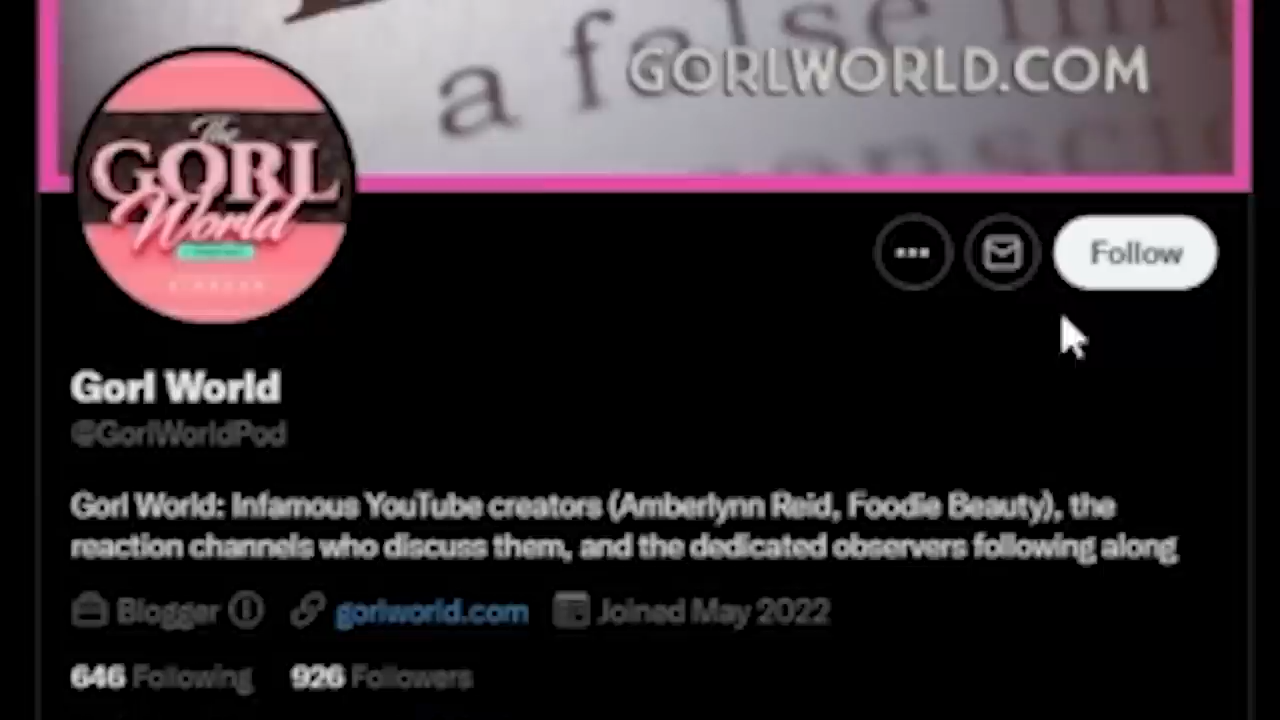 a false
GORLWORLD.COM
The
GORL
World
Follow
Gorl World
@GorlWorldPod
Gorl World: Infamous YouTube creators (Amberlynn Reid, Foodie Beauty), the
reaction channels who discuss them, and the dedicated observers following along
Blogger gorlworld.com Joined May 2022
646 Following 926 Followers